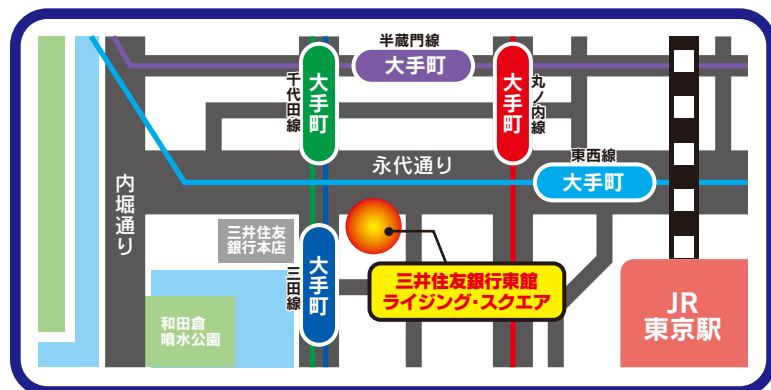 半蔵門線
大手町
千代田線
大手町
大手町
丸ノ内線
永代通り
東西線
大手町
内堀通り
三井住友
銀行本店
三田線
大手町
三井住友銀行東館
ライジング・スクエア
和田倉
噴水公園
JR
東京駅